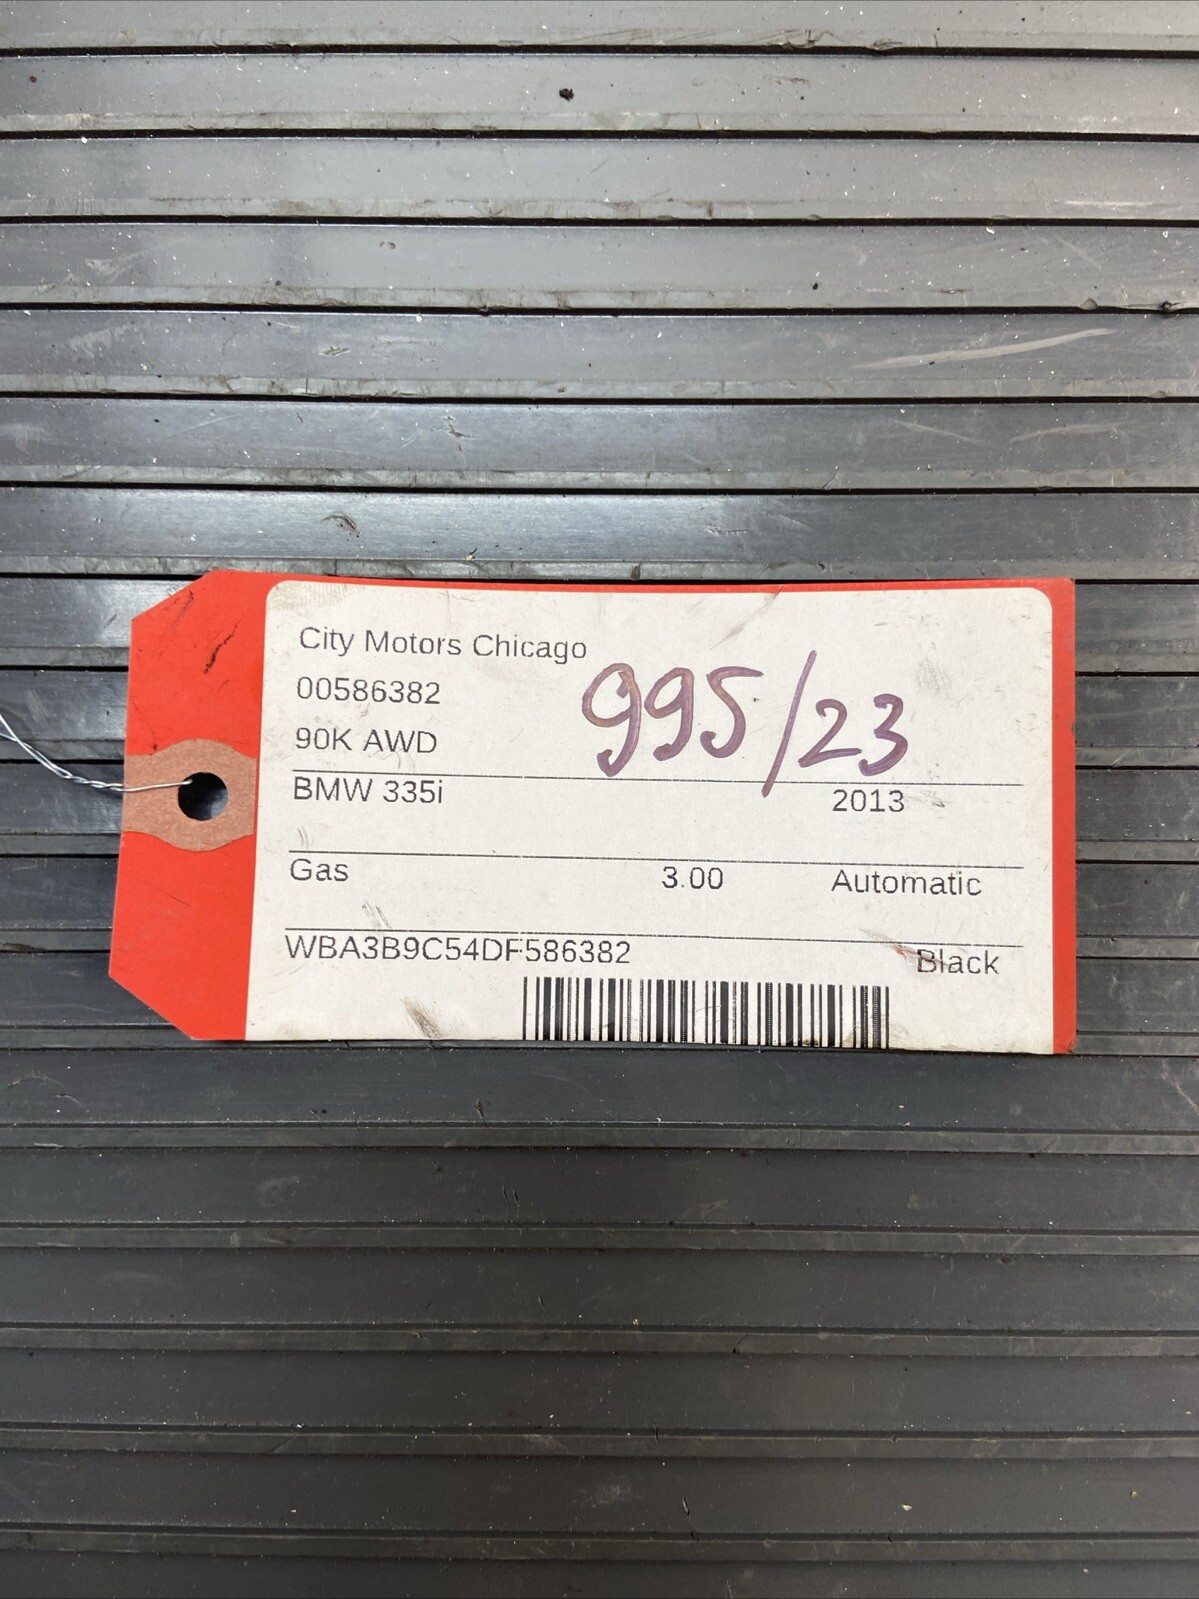 City Motors Chicago
00586382
995/23
90K AWD
BMW 335i 2013
Gas 3.00 Automatic
WBA3B9C54DF586382 Black